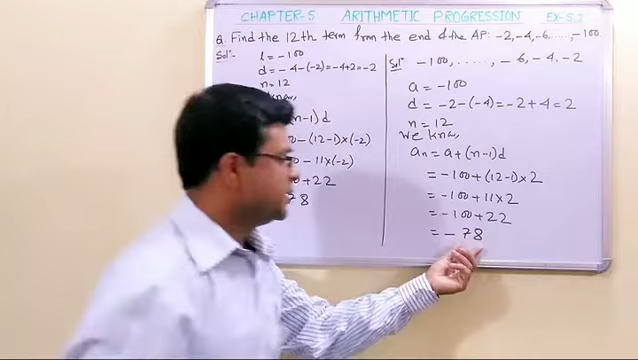 CHAPTER-5 ARITHMETIC PROGRESSION EX-5.2
Q. Find the 12th term from the end of the AP: -2, -4, -6 ....., -100.
Solⁿ:-
l = -100
d = -4-(-2) = -4+2 = -2
n = 12
know,
n-1) d
- (12-1)×(-2)
00 - 11×(-2)
+ 22
78
Solⁿ -100, ....., -6, -4, -2
a = -100
d = -2-(-4) = -2+4 = 2
n = 12
We know,
an = a+(n-1)d
= -100+(12-1)×2
= -100+11×2
= -100+22
= -78